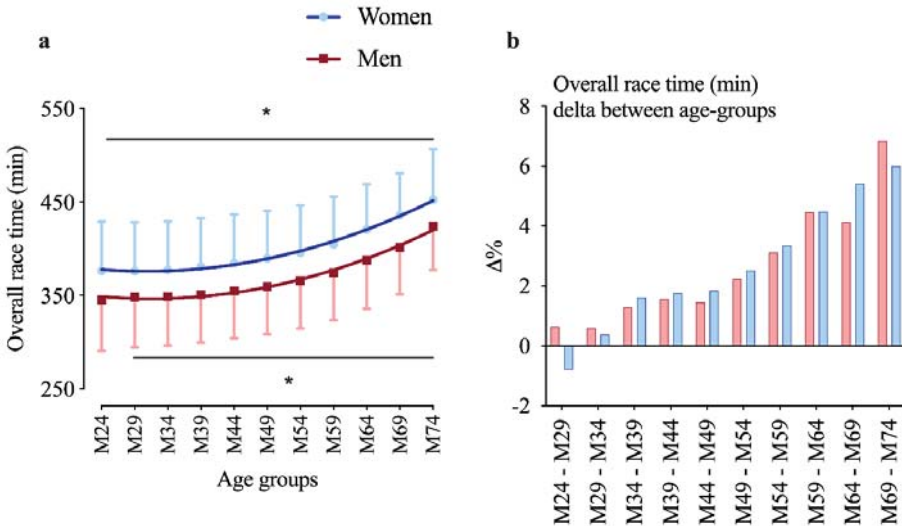 a
Women
Men
b
Overall race time (min)
550
450
350
250
*
*
M24
M29
M34
M39
M44
M49
M54
M59
M64
M69
M74
Age groups
Overall race time (min)
delta between age-groups
Δ%
8
6
4
2
0
-2
M24 - M29
M29 - M34
M34 - M39
M39 - M44
M44 - M49
M49 - M54
M54 - M59
M59 - M64
M64 - M69
M69 - M74